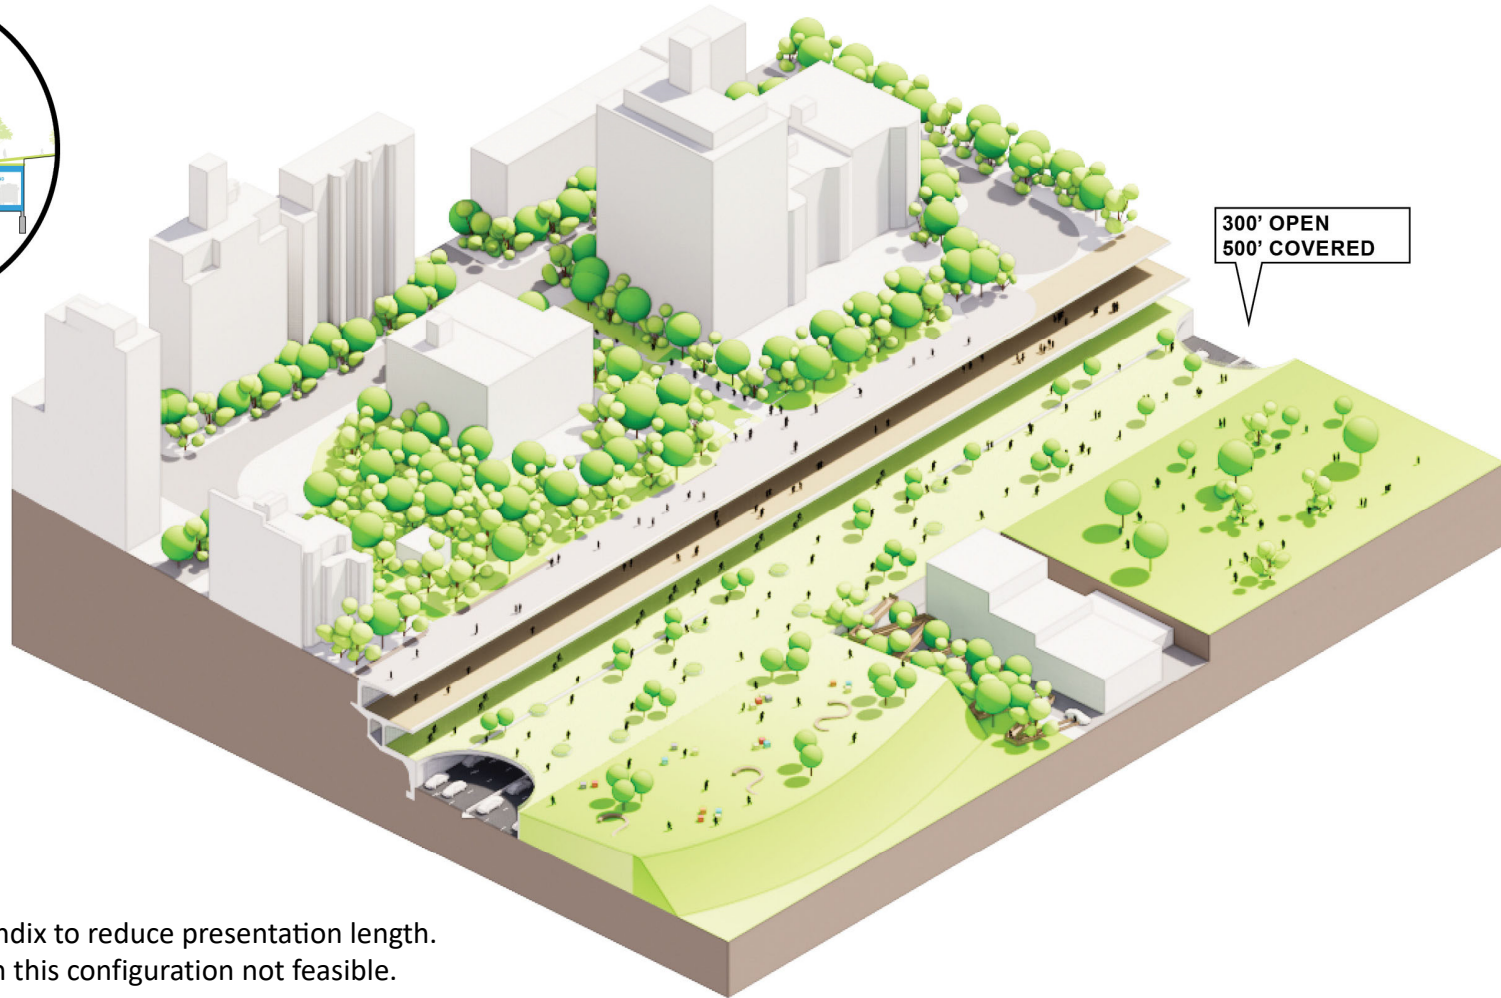 300' OPEN
500' COVERED
ndix to reduce presentation length.
this configuration not feasible.